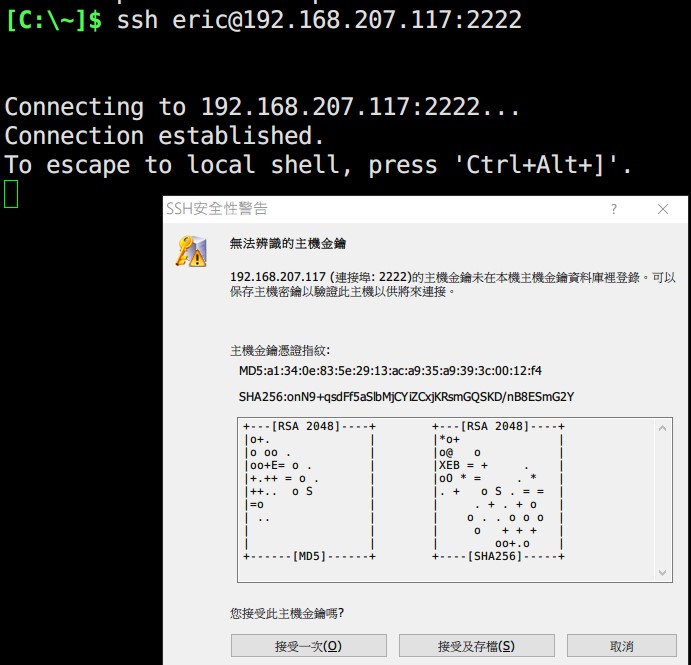 [C:\~]$ ssh eric@192.168.207.117:2222
Connecting to 192.168.207.117:2222...
Connection established.
To escape to local shell, press 'Ctrl+Alt+]'.
SSH安全性警告
?
無法辨識的主機金鑰
192.168.207.117 (連接埠: 2222)的主機金鑰未在本機主機金鑰資料庫裡登錄。可以
保存主機密鑰以驗證此主機以供將來連接。
主機金鑰憑證指紋:
MD5:a1:34:0e:83:5e:29:13:ac:a9:35:a9:39:3c:00:12:f4
SHA256:onN9+qsdFf5aSlbMjCYiZCxjKRsmGQSKD/nB8ESmG2Y
+---[RSA 2048]----+ +---[RSA 2048]----+
|o+. | |*o+ |
|o oo . | |o@ o |
|oo+E= o . | |XEB = + . |
|+.++ = o . | |oO * = . * |
|++.. o S | |. + o S . = = |
|=o | | . + . + o |
| .. | | o . . o o o |
| | | o + + + |
| | | oo+.o |
+------[MD5]------+ +----[SHA256]-----+
您接受此主機金鑰嗎?
接受一次(O) 接受及存檔(S) 取消